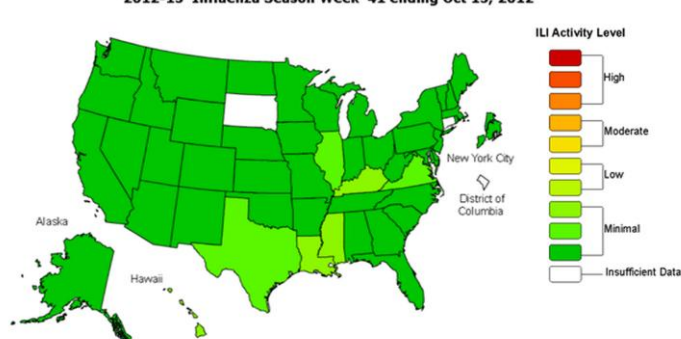 2012-13 Influenza Season Week 41 ending Oct 13, 2012
ILI Activity Level
High
Moderate
Low
Minimal
Insufficient Data
New York City
District of
Columbia
Alaska
Hawaii